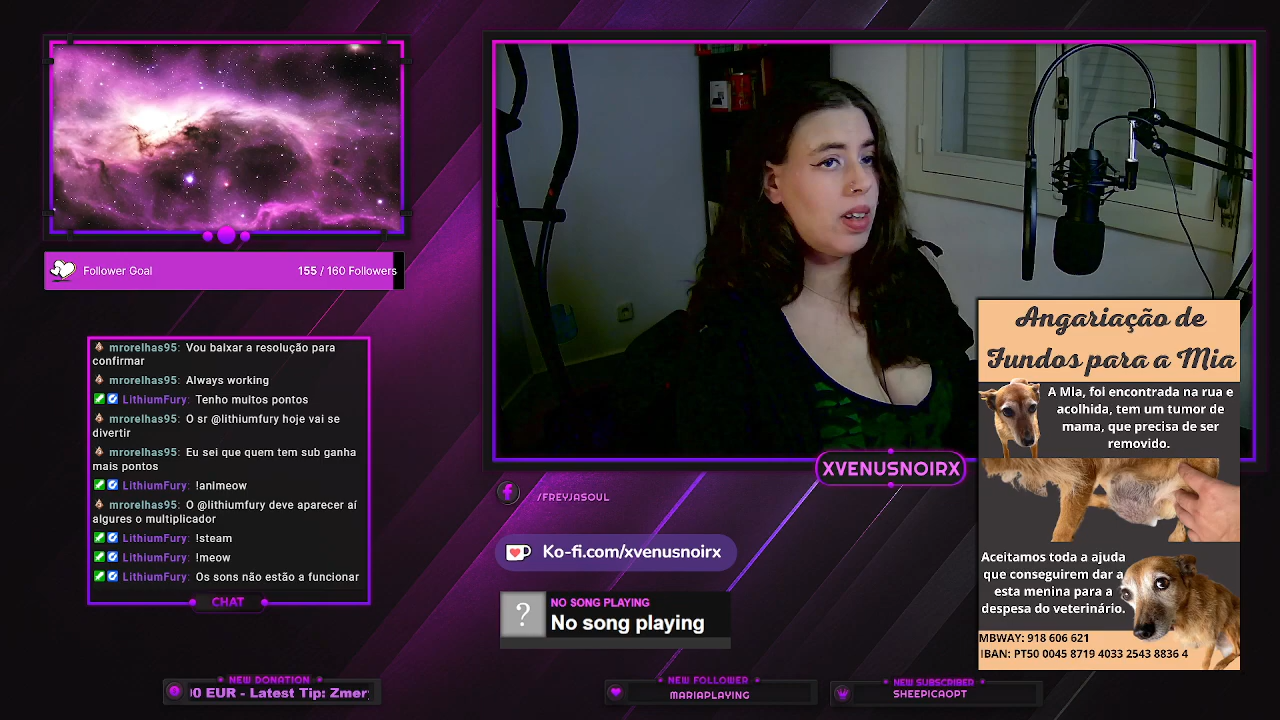 Follower Goal
155 / 160 Followers
mrorelhas95: Vou baixar a resolução para
confirmar
mrorelhas95: Always working
LithiumFury: Tenho muitos pontos
mrorelhas95: O sr @lithiumfury hoje vai se
divertir
mrorelhas95: Eu sei que quem tem sub ganha
mais pontos
LithiumFury: !anlmeow
mrorelhas95: O @lithiumfury deve aparecer aí
algures o multiplicador
LithiumFury: !steam
LithiumFury: !meow
LithiumFury: Os sons não estão a funcionar
CHAT
XVENUSNOIRX
/FREYJASOUL
Ko-fi.com/xvenusnoirx
?
NO SONG PLAYING
No song playing
Angariação de
Fundos para a Mia
A Mia, foi encontrada na rua e
acolhida, tem um tumor de
mama, que precisa de ser
removido.
Aceitamos toda a ajuda
que conseguirem dar a
esta menina para a
despesa do veterinário.
MBWAY: 918 606 621
IBAN: PT50 0045 8719 4033 2543 8836 4
NEW DONATION
0 EUR - Latest Tip: Zmer
NEW FOLLOWER
MARIAPLAYING
NEW SUBSCRIBED
SHEEPICAOPT